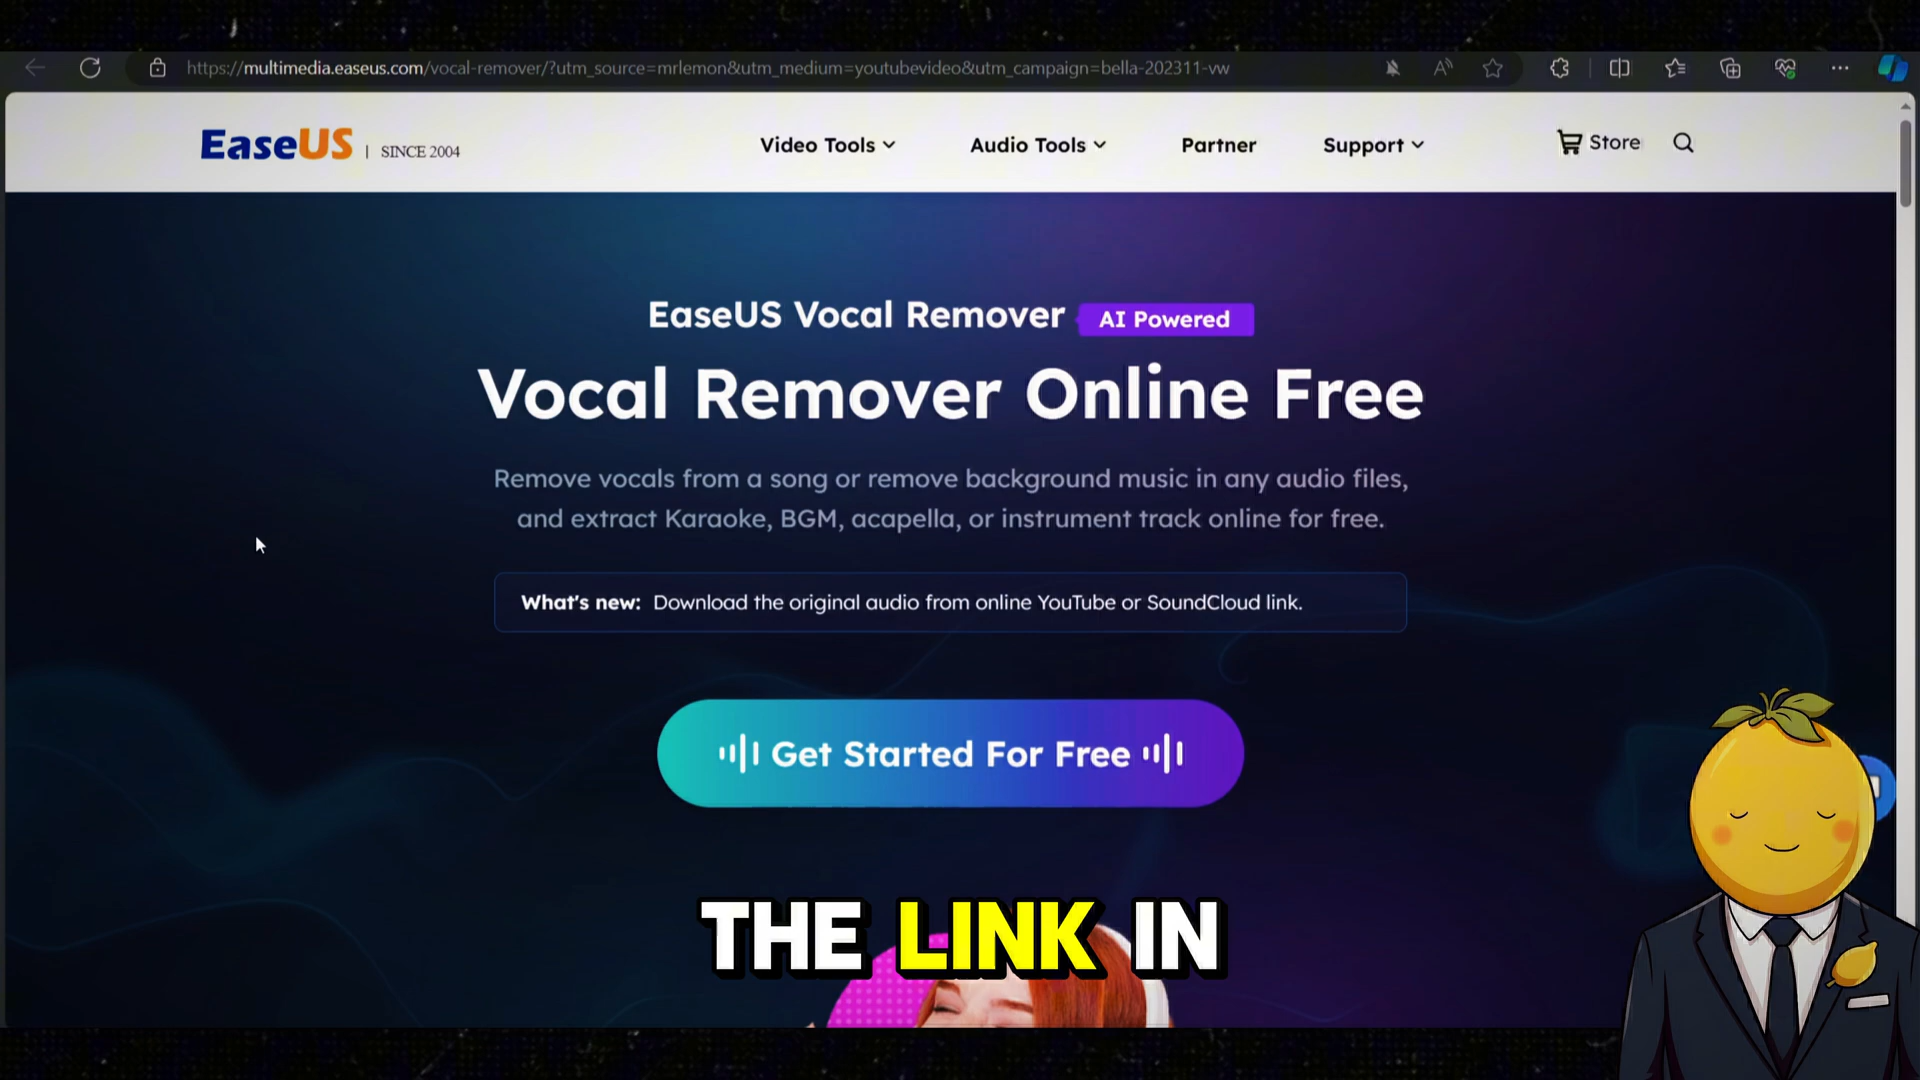 https://multimedia.easeus.com/vocal-remover/?utm_source=mrlemon&utm_medium=youtubevideo&utm_campaign=bella-202311-vw
EaseUS | SINCE 2004
Video Tools
Audio Tools
Partner
Support
Store
EaseUS Vocal Remover AI Powered
Vocal Remover Online Free
Remove vocals from a song or remove background music in any audio files,
and extract Karaoke, BGM, acapella, or instrument track online for free.
What's new: Download the original audio from online YouTube or SoundCloud link.
Get Started For Free
THE LINK IN